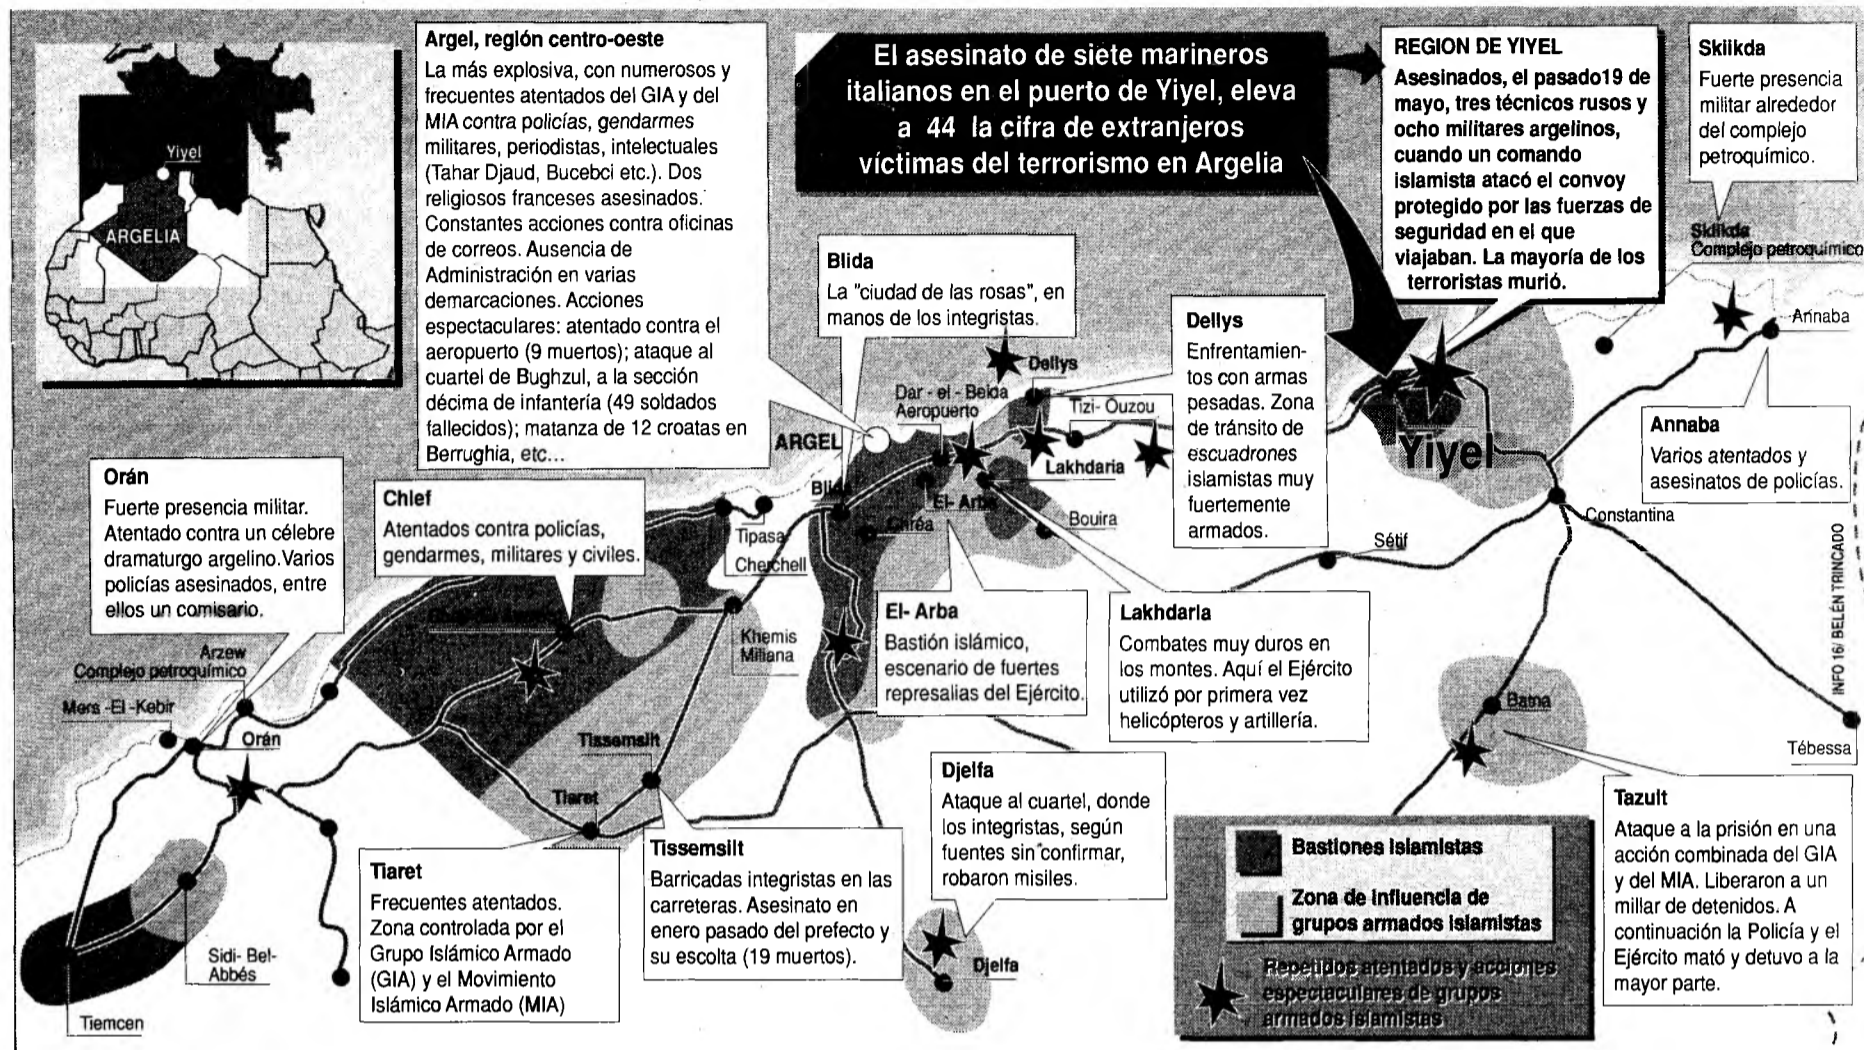 Yiyel
ARGELIA
Argel, región centro-oeste
La más explosiva, con numerosos y
frecuentes atentados del GIA y del
MIA contra policías, gendarmes
militares, periodistas, intelectuales
(Tahar Djaud, Bucebci etc.). Dos
religiosos franceses asesinados.
Constantes acciones contra oficinas
de correos. Ausencia de
Administración en varias
demarcaciones. Acciones
espectaculares: atentado contra el
aeropuerto (9 muertos); ataque al
cuartel de Bughzul, a la sección
décima de infantería (49 soldados
fallecidos); matanza de 12 croatas en
Berrughia, etc...
El asesinato de siete marineros
italianos en el puerto de Yiyel, eleva
a 44 la cifra de extranjeros
víctimas del terrorismo en Argelia
REGION DE YIYEL
Asesinados, el pasado19 de
mayo, tres técnicos rusos y
ocho militares argelinos,
cuando un comando
islamista atacó el convoy
protegido por las fuerzas de
seguridad en el que
viajaban. La mayoría de los
terroristas murió.
Skiikda
Fuerte presencia
militar alrededor
del complejo
petroquímico.
Skiikda
Complejo petroquímico
Blida
La "ciudad de las rosas", en
manos de los integristas.
Dellys
Enfrentamien-
tos con armas
pesadas. Zona
de tránsito de
escuadrones
islamistas muy
fuertemente
armados.
Annaba
Annaba
Varios atentados y
asesinatos de policías.
Dellys
Dar - el - Beida
Aeropuerto
Tizi- Ouzou
ARGEL
Lakhdaria
Yiyel
Blida
El- Arba
Chréa
Bouira
Constantina
Sétif
Tipasa
Cherchell
Orán
Fuerte presencia militar.
Atentado contra un célebre
dramaturgo argelino.Varios
policías asesinados, entre
ellos un comisario.
Chlef
Atentados contra policías,
gendarmes, militares y civiles.
El- Arba
Bastión islámico,
escenario de fuertes
represalias del Ejército.
Lakhdaria
Combates muy duros en
los montes. Aquí el Ejército
utilizó por primera vez
helicópteros y artillería.
INFO 16/ BELÉN TRINCADO
Khemis
Miliana
Arzew
Complejo petroquímico
Mers -El -Kebir
Orán
Batna
Tébessa
Tissemsilt
Tiaret
Djelfa
Ataque al cuartel, donde
los integristas, según
fuentes sin confirmar,
robaron misiles.
Tazult
Ataque a la prisión en una
acción combinada del GIA
y del MIA. Liberaron a un
millar de detenidos. A
continuación la Policía y el
Ejército mató y detuvo a la
mayor parte.
Tiaret
Frecuentes atentados.
Zona controlada por el
Grupo Islámico Armado
(GIA) y el Movimiento
Islámico Armado (MIA)
Tissemsilt
Barricadas integristas en las
carreteras. Asesinato en
enero pasado del prefecto y
su escolta (19 muertos).
Sidi- Bel-
Abbés
Tiemcen
Djelfa
Bastiones islamistas
Zona de influencia de
grupos armados islamistas
Repetidos atentados y acciones
espectaculares de grupos
armados islamistas